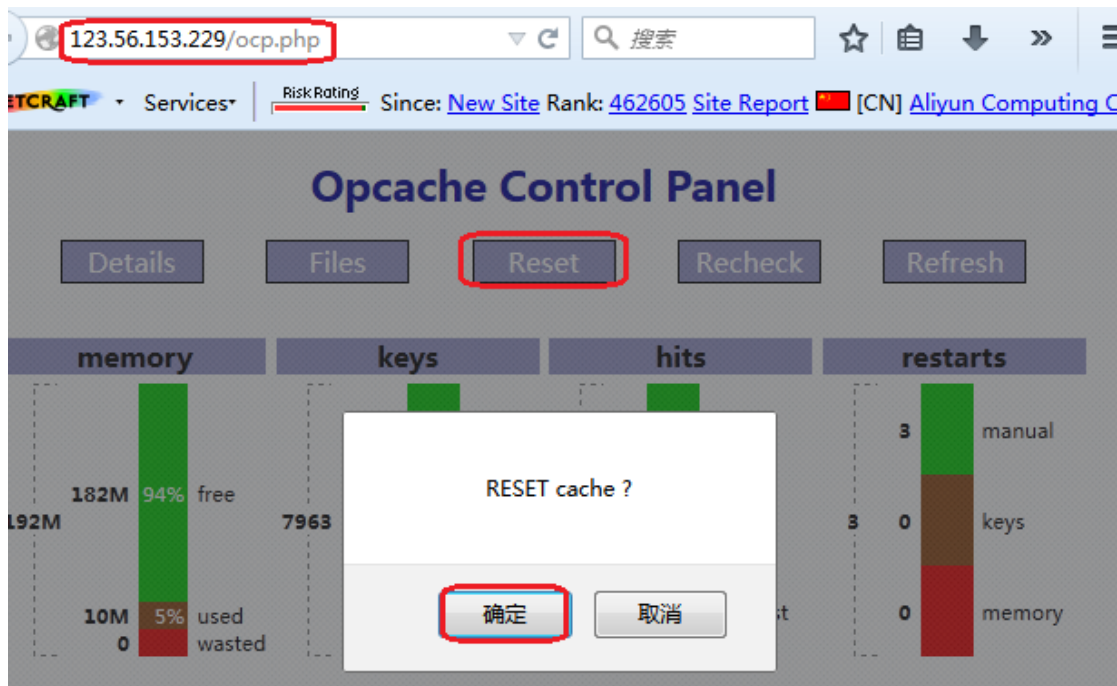 123.56.153.229/ocp.php
搜索
ETCRAFT Services Risk Rating Since: New Site Rank: 462605 Site Report [CN] Aliyun Computing C
Opcache Control Panel
Details Files Reset Recheck Refresh
memory keys hits restarts
3 manual
RESET cache ?
182M 94% free
192M 7963 3 0 keys
确定 取消
10M 5% used 0 memory
0 wasted